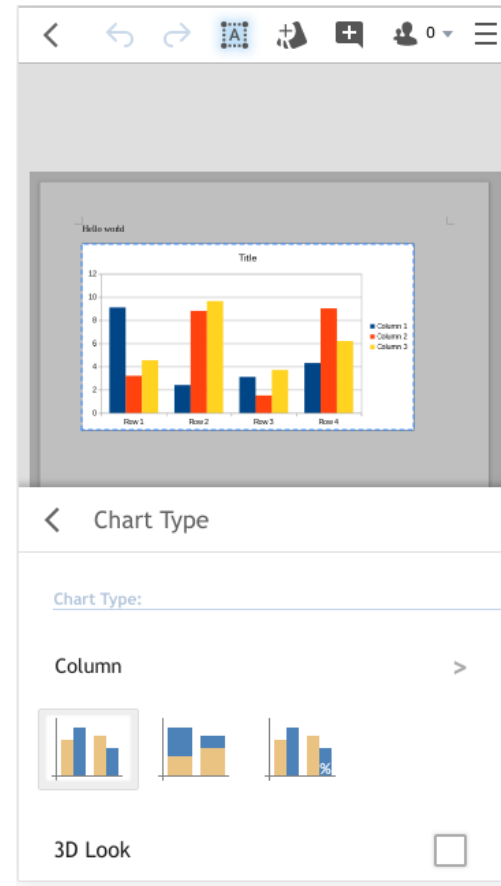 A
0
Hello world
Title
12
10
8
6
4
2
0
Column 1
Column 2
Column 3
Row 1 Row 2 Row 3 Row 4
Chart Type
Chart Type:
Column >
%
3D Look